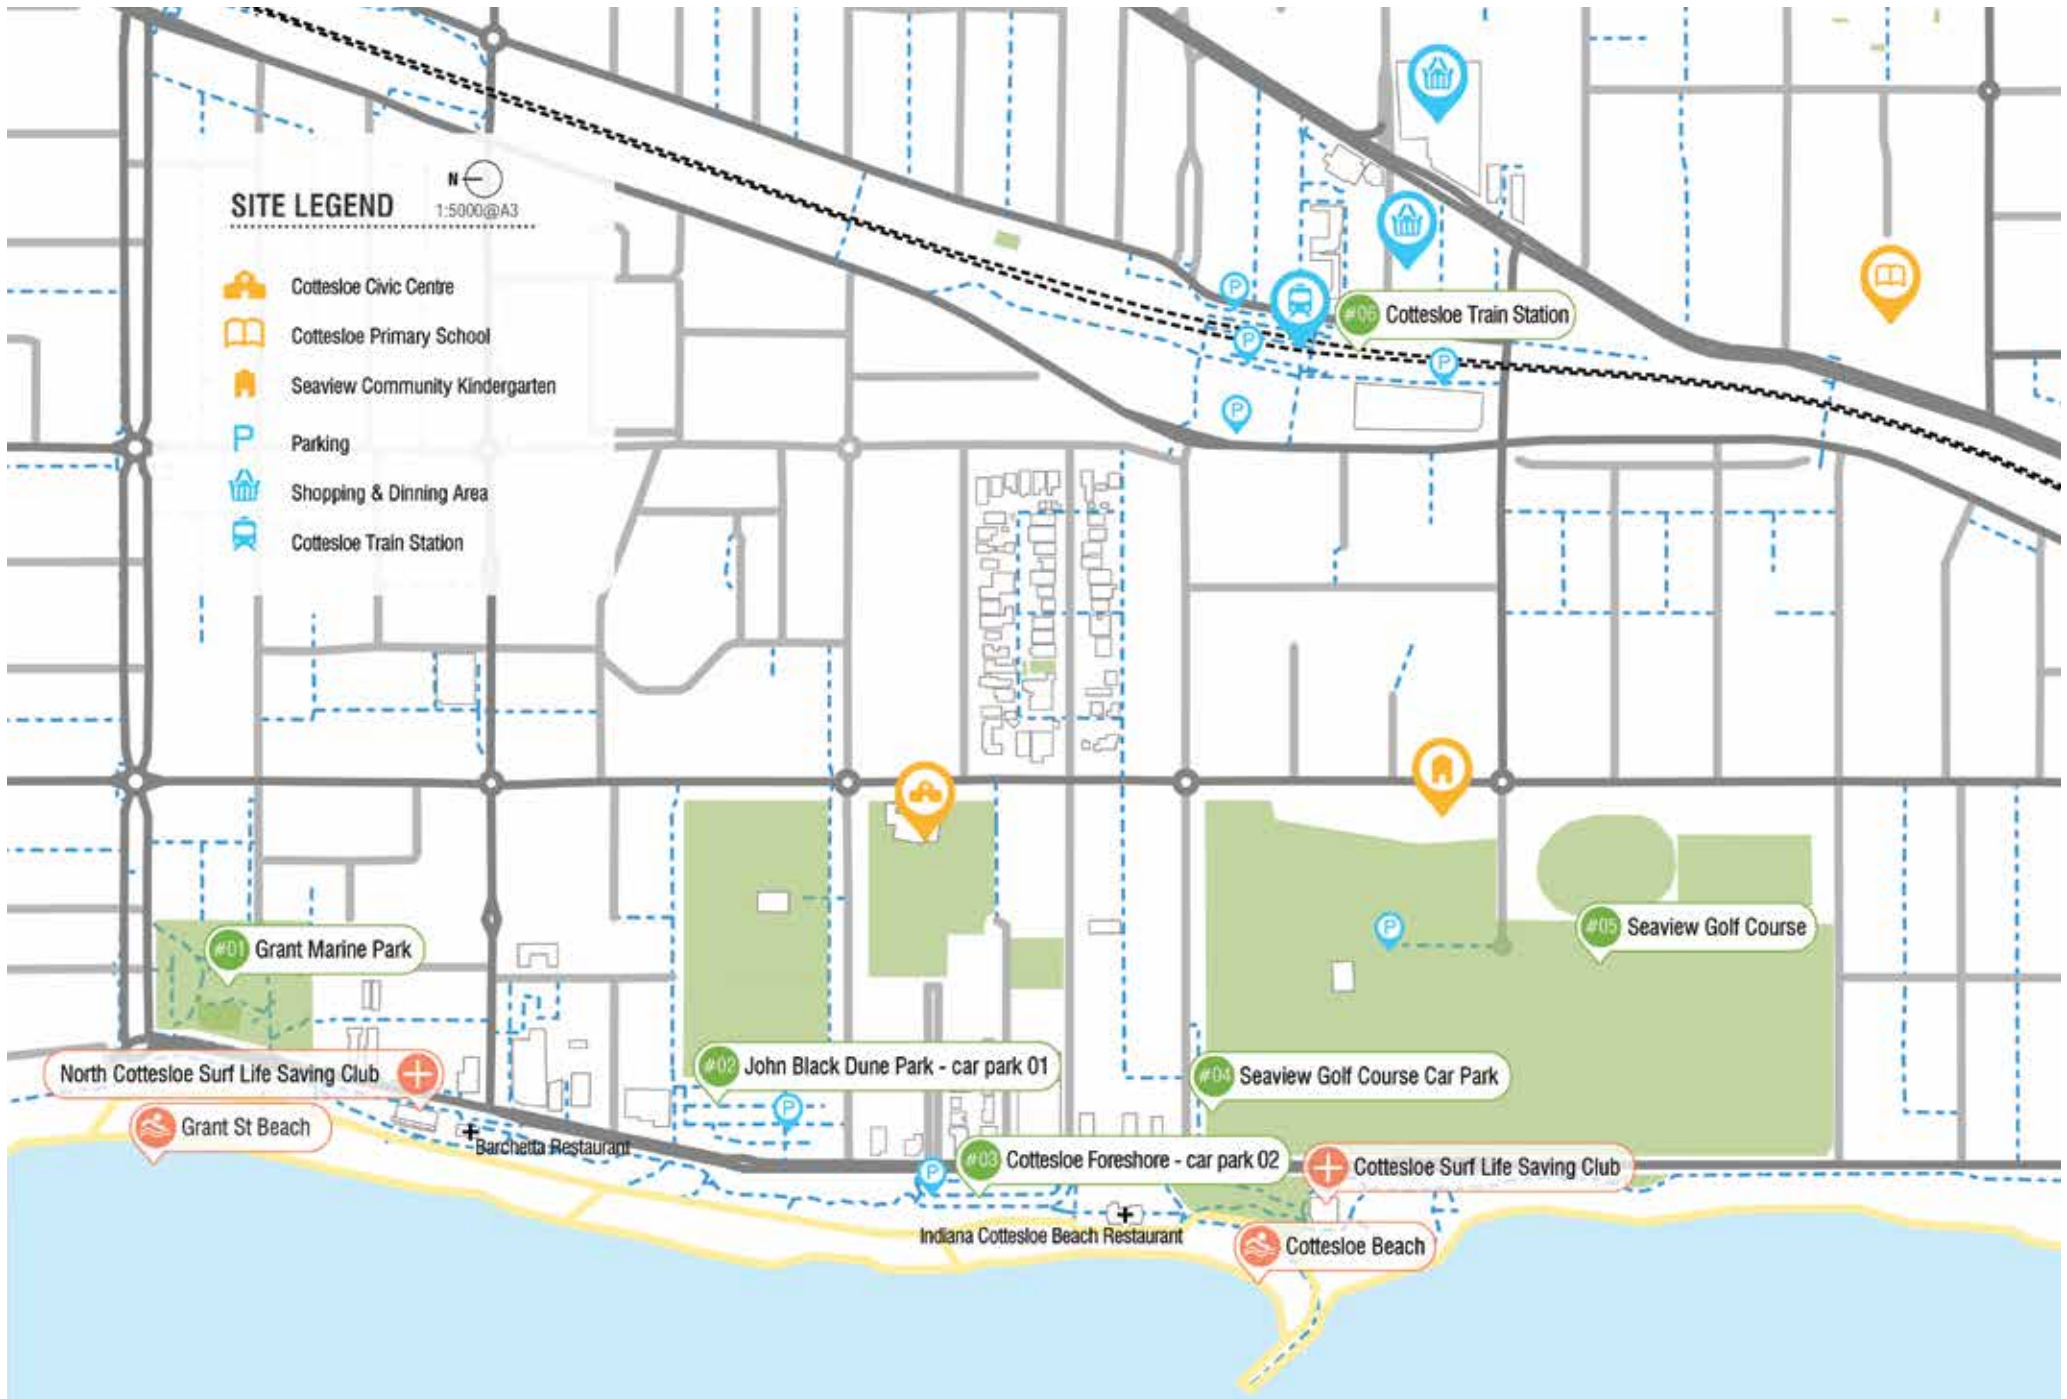 SITE LEGEND
N
1:5000@A3
Cottesloe Civic Centre
Cottesloe Primary School
Seaview Community Kindergarten
P
Parking
Shopping & Dinning Area
Cottesloe Train Station
P
P
P
P
#06 Cottesloe Train Station
#01 Grant Marine Park
P
#05 Seaview Golf Course
North Cottesloe Surf Life Saving Club
#02 John Black Dune Park - car park 01
P
#04 Seaview Golf Course Car Park
Grant St Beach
Barchetta Restaurant
P
#03 Cottesloe Foreshore - car park 02
Cottesloe Surf Life Saving Club
Indiana Cottesloe Beach Restaurant
Cottesloe Beach